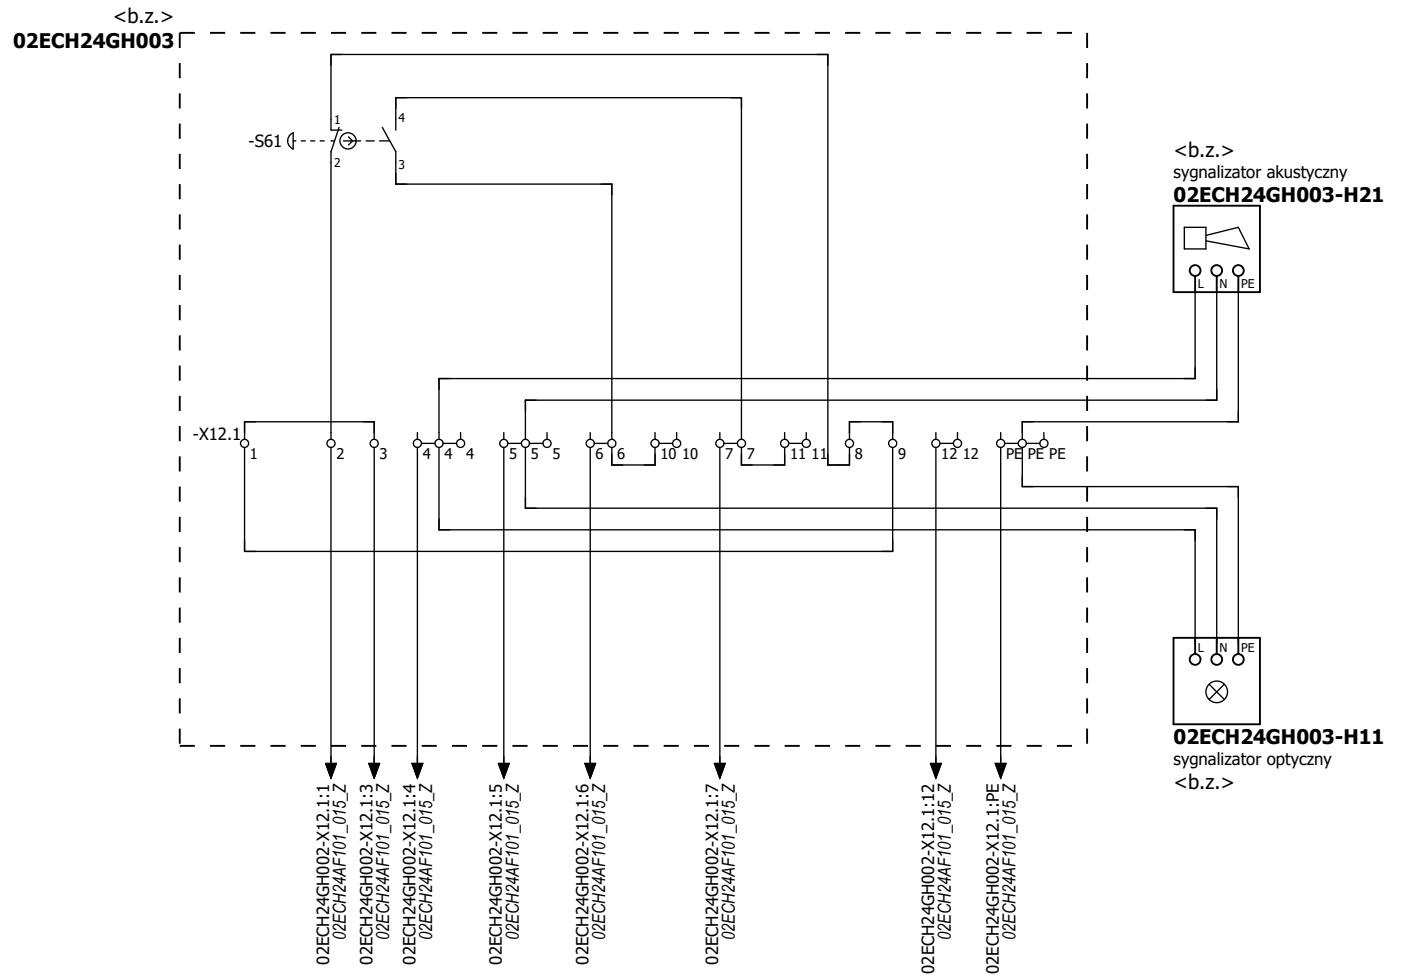 <b.z.>
02ECH24GH003
1
4
-S61
2
3
<b.z.>
sygnalizator akustyczny
02ECH24GH003-H21
L N PE
-X12.1
1 2 3 4 4 4 5 5 5 6 6 10 10 7 7 11 11 8 9 12 12 PE PE PE
L N PE
02ECH24GH003-H11
sygnalizator optyczny
<b.z.>
02ECH24GH002-X12.1:1
02ECH24AF101_015_Z
02ECH24GH002-X12.1:3
02ECH24AF101_015_Z
02ECH24GH002-X12.1:4
02ECH24AF101_015_Z
02ECH24GH002-X12.1:5
02ECH24AF101_015_Z
02ECH24GH002-X12.1:6
02ECH24AF101_015_Z
02ECH24GH002-X12.1:7
02ECH24AF101_015_Z
02ECH24GH002-X12.1:12
02ECH24AF101_015_Z
02ECH24GH002-X12.1:PE
02ECH24AF101_015_Z